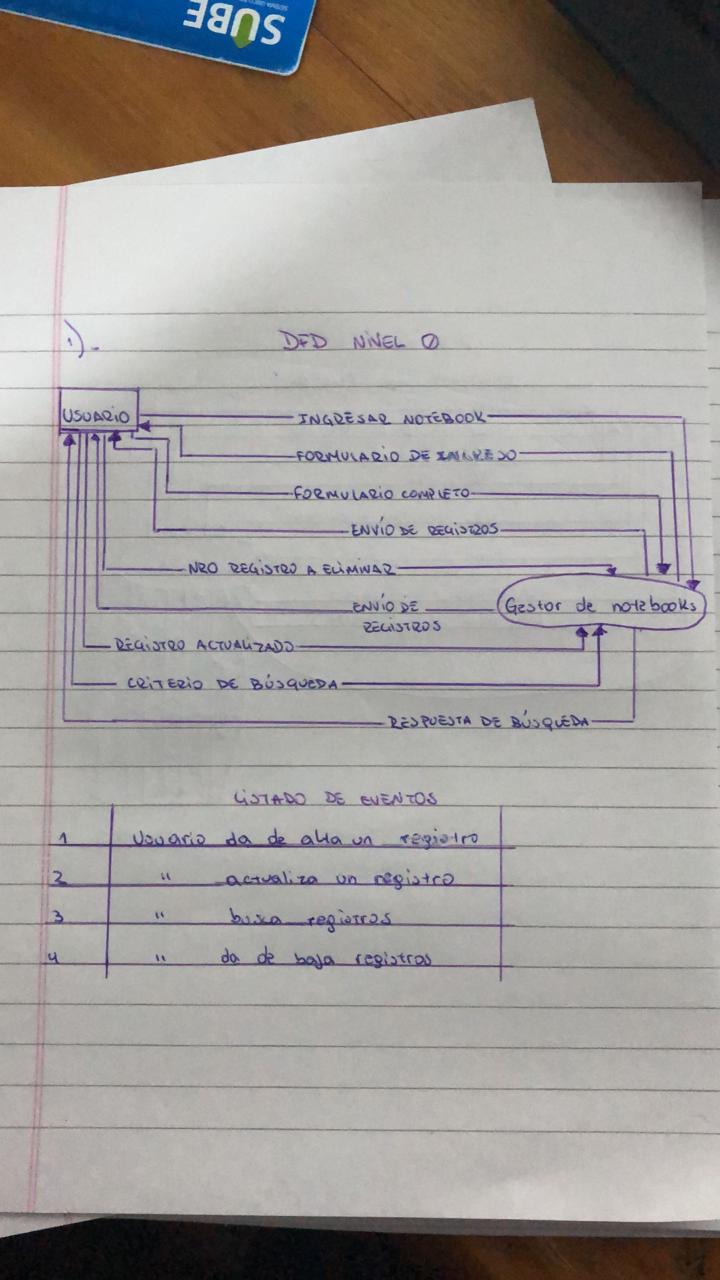 SUBE
1).
DFD NIVEL 0
USUARIO
INGRESAR NOTEBOOK
FORMULARIO DE INGRESO
FORMULARIO COMPLETO
ENVÍO DE REGISTROS
NRO REGISTRO A ELIMINAR
Gestor de notebooks
ENVÍO DE
REGISTROS
REGISTRO ACTUALIZADO
CRITERIO DE BÚSQUEDA
RESPUESTA DE BÚSQUEDA
LISTADO DE EVENTOS
1 Usuario da de alta un registro
2 " actualiza un registro
3 " busca registros
4 " da de baja registros